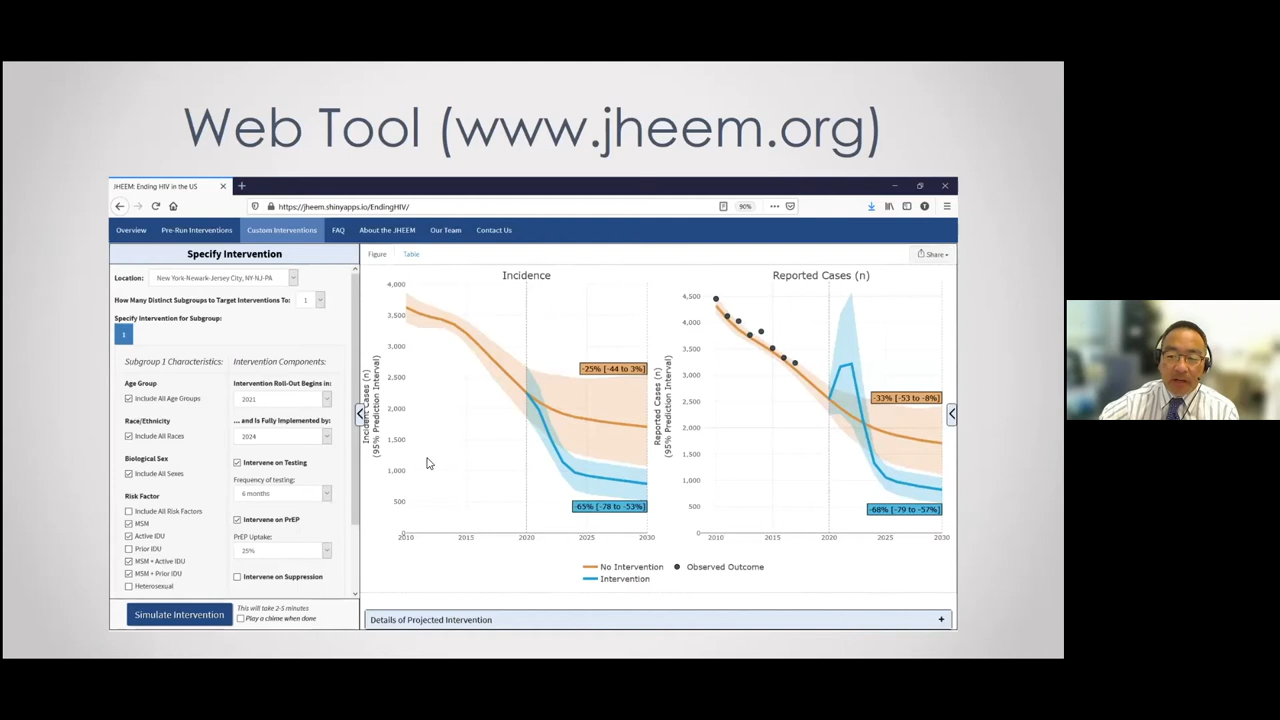 Web Tool (www.jheem.org)
JHEEM: Ending HIV in the US
https://jheem.shinyapps.io/EndingHIV/
90%
Overview Pre-Run Interventions Custom Interventions FAQ About the JHEEM Our Team Contact Us
Specify Intervention
Location: New York-Newark-Jersey City, NY-NJ-PA
How Many Distinct Subgroups to Target Interventions To: 1
Specify Intervention for Subgroup:
1
Subgroup 1 Characteristics:
Age Group
Include All Age Groups
Race/Ethnicity
Include All Races
Biological Sex
Include All Sexes
Risk Factor
Include All Risk Factors
MSM
Active IDU
Prior IDU
MSM + Active IDU
MSM + Prior IDU
Heterosexual
Intervention Components:
Intervention Roll-Out Begins in:
2021
... and Is Fully Implemented by:
2024
Intervene on Testing
Frequency of testing:
6 months
Intervene on PrEP
PrEP Uptake:
25%
Intervene on Suppression
Simulate Intervention
This will take 2-5 minutes
Play a chime when done
Figure Table
Share
Incidence
Incident Cases (n)
(95% Prediction Interval)
4,000
3,500
3,000
2,500
2,000
1,500
1,000
500
0
2010 2015 2020 2025 2030
-25% [-44 to 3%]
-65% [-78 to -53%]
Reported Cases (n)
Reported Cases (n)
(95% Prediction Interval)
4,500
4,000
3,500
3,000
2,500
2,000
1,500
1,000
500
0
2010 2015 2020 2025 2030
-33% [-53 to -8%]
-68% [-79 to -57%]
No Intervention Observed Outcome
Intervention
Details of Projected Intervention +